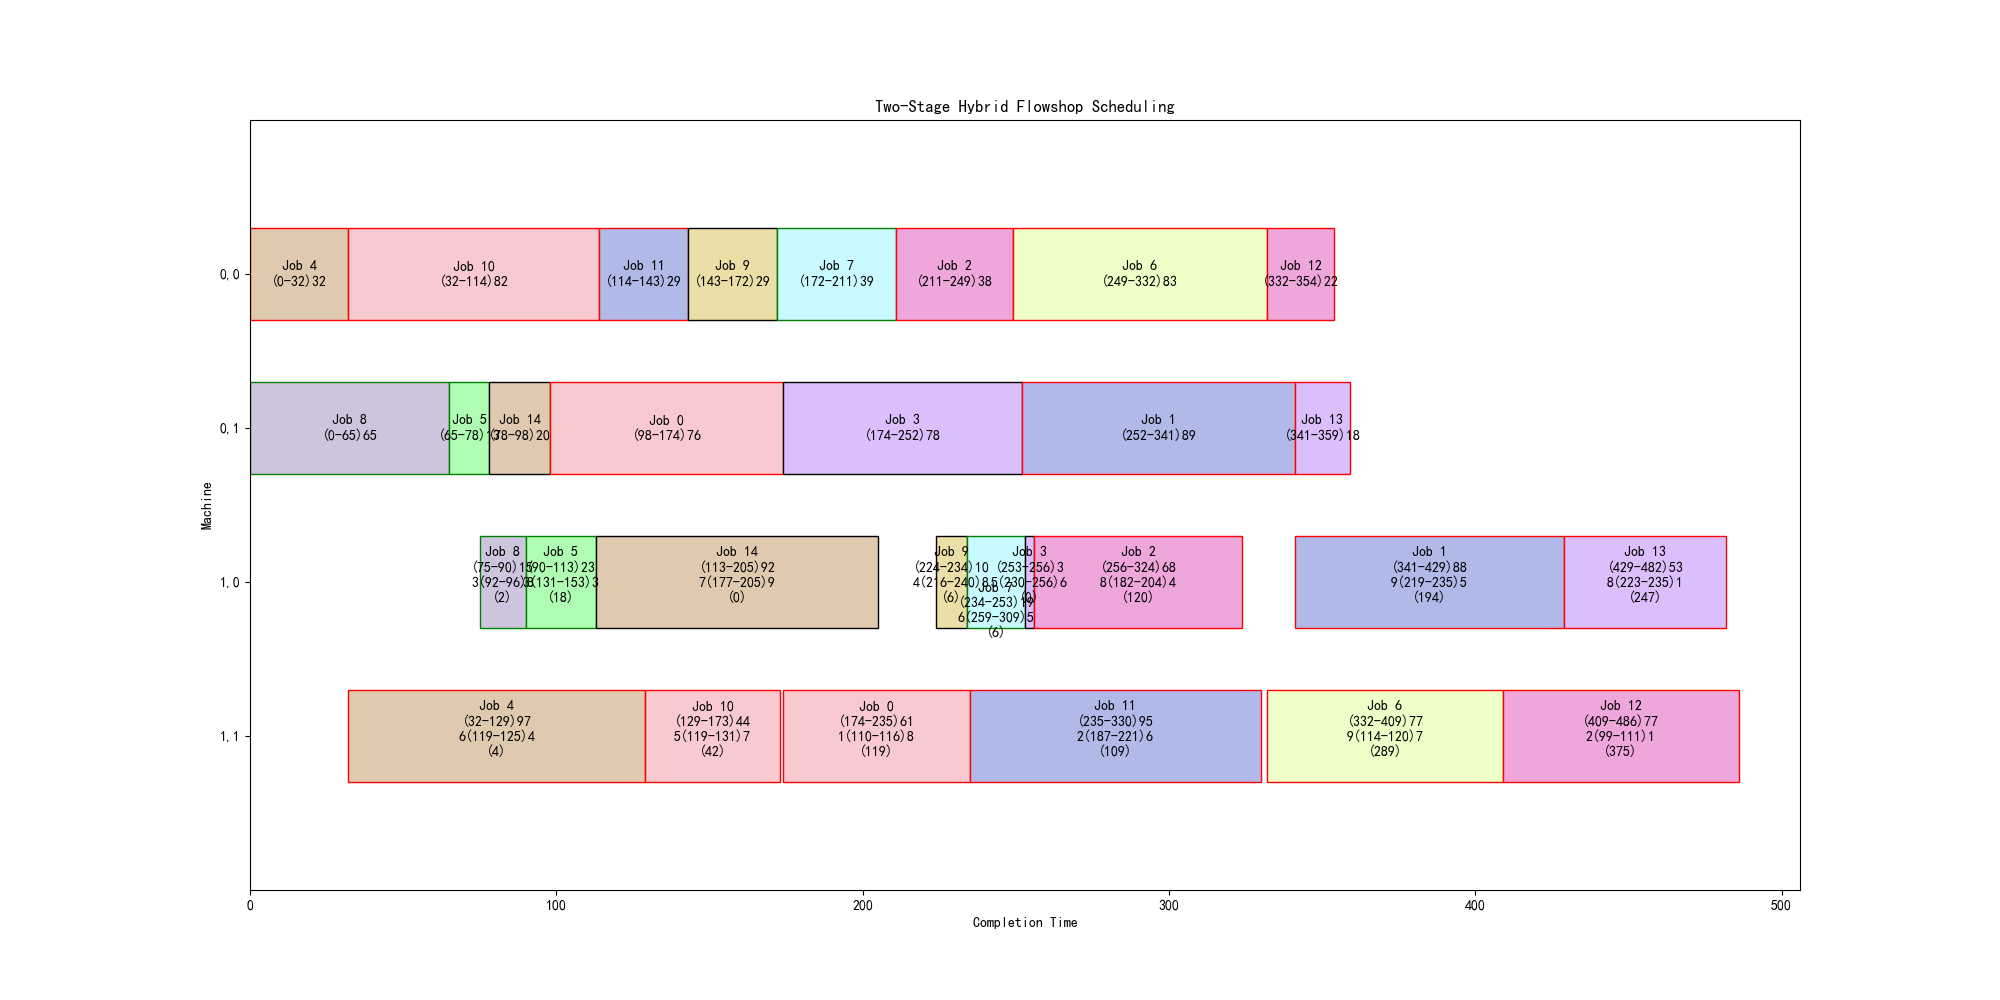 Two-Stage Hybrid Flowshop Scheduling
0,0
Job 4
(0-32)32
Job 10
(32-114)82
Job 11
(114-143)29
Job 9
(143-172)29
Job 7
(172-211)39
Job 2
(211-249)38
Job 6
(249-332)83
Job 12
(332-354)22
0,1
Job 8
(0-65)65
Job 5
(65-78)13
Job 14
(78-98)20
Job 0
(98-174)76
Job 3
(174-252)78
Job 1
(252-341)89
Job 13
(341-359)18
Machine
1,0
Job 8
(75-90)15
3(92-96)8
(2)
Job 5
(90-113)23
3(131-153)3
(18)
Job 14
(113-205)92
7(177-205)9
(0)
Job 9
(224-234)10
4(216-240)8
(6)
Job 7
(234-253)19
6(259-309)5
(6)
Job 3
(253-256)3
5(230-256)6
(0)
Job 2
(256-324)68
8(182-204)4
(120)
Job 1
(341-429)88
9(219-235)5
(194)
Job 13
(429-482)53
8(223-235)1
(247)
1,1
Job 4
(32-129)97
6(119-125)4
(4)
Job 10
(129-173)44
5(119-131)7
(42)
Job 0
(174-235)61
1(110-116)8
(119)
Job 11
(235-330)95
2(187-221)6
(109)
Job 6
(332-409)77
9(114-120)7
(289)
Job 12
(409-486)77
2(99-111)1
(375)
0
100
200
300
400
500
Completion Time